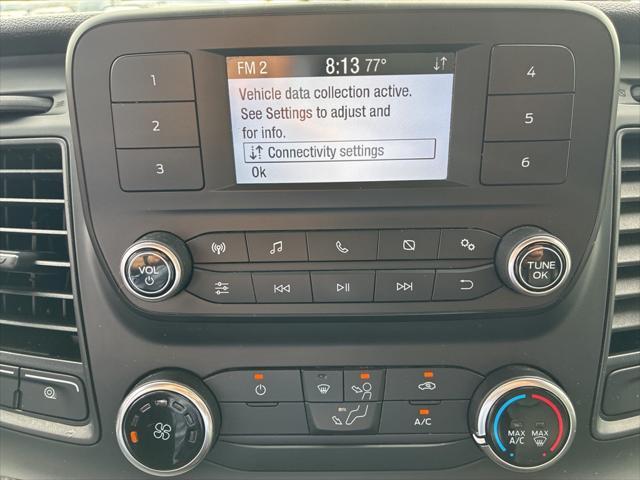 FM 2 8:13 77°
Vehicle data collection active.
See Settings to adjust and
for info.
Connectivity settings
Ok
1
2
3
4
5
6
VOL
TUNE
OK
A/C
MAX
A/C
MAX